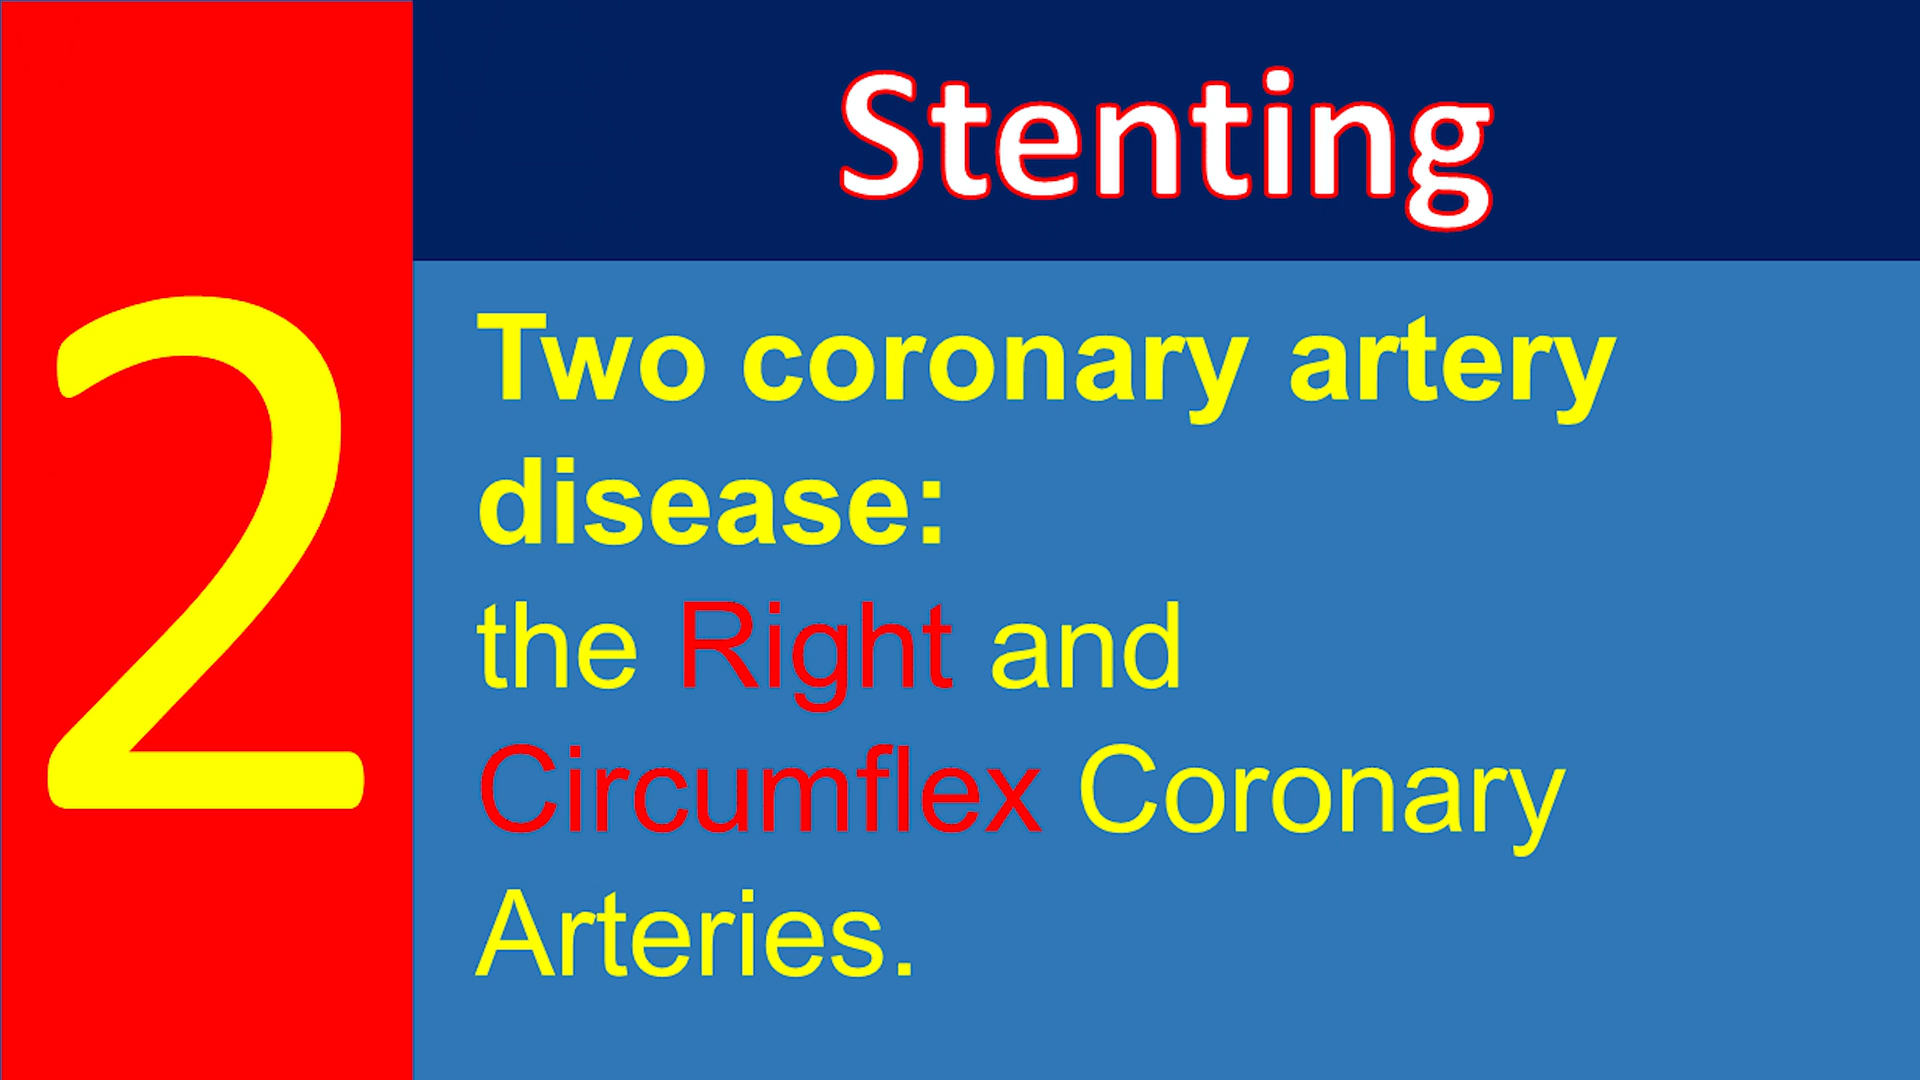 2
Stenting
Two coronary artery
disease:
the Right and
Circumflex Coronary
Arteries.